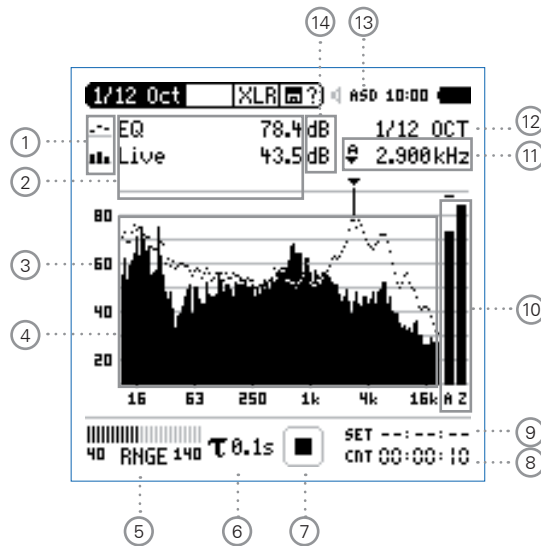 14 13
1/12 Oct XLR ? ASD 10:00
EQ 78.4 dB 1/12 OCT 12
1 Live 43.5 dB 2.900kHz 11
2
80
3 60
4 40 10
20
16 63 250 1k 4k 16k A Z
SET --:--:-- 9
40 RNGE 140 τ 0.1s CNT 00:00:10 8
5 6 7